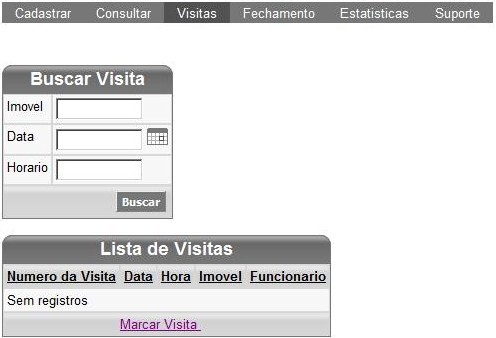 Cadastrar Consultar Visitas Fechamento Estatisticas Suporte
Buscar Visita
Imovel
Data
Horario
Buscar
Lista de Visitas
Numero da Visita Data Hora Imovel Funcionario
Sem registros
Marcar Visita